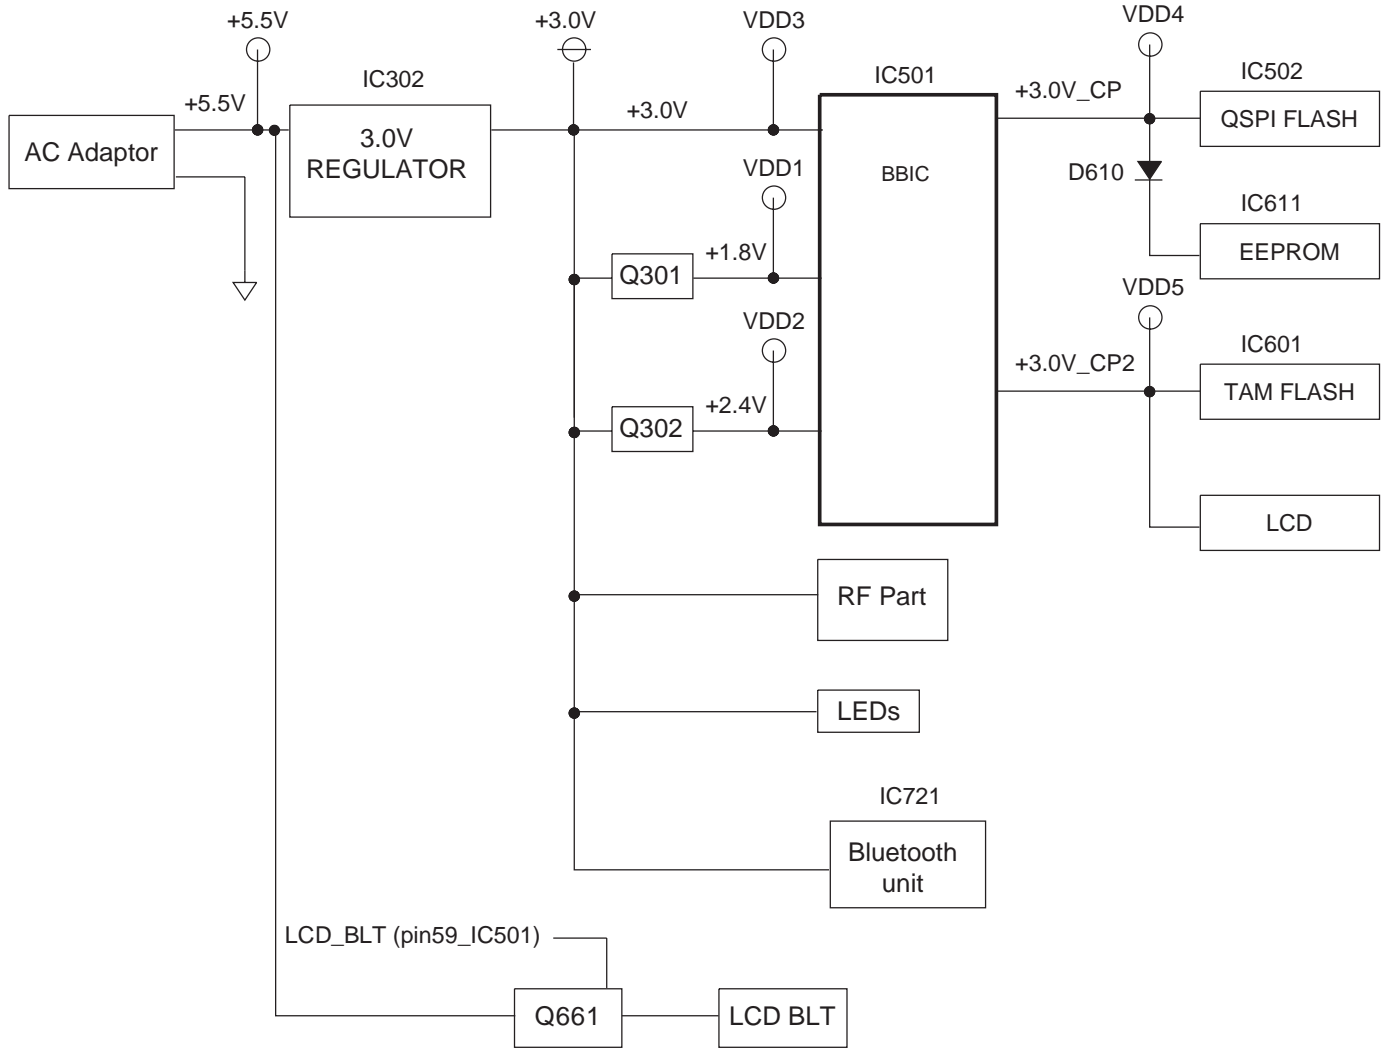 +5.5V
+3.0V
VDD3
VDD4
IC302
IC501
IC502
+5.5V
+3.0V
+3.0V_CP
AC Adaptor
3.0V
REGULATOR
BBIC
QSPI FLASH
D610
VDD1
IC611
EEPROM
Q301
+1.8V
VDD5
VDD2
IC601
+3.0V_CP2
TAM FLASH
Q302
+2.4V
LCD
RF Part
LEDs
IC721
Bluetooth
unit
LCD_BLT (pin59_IC501)
Q661
LCD BLT